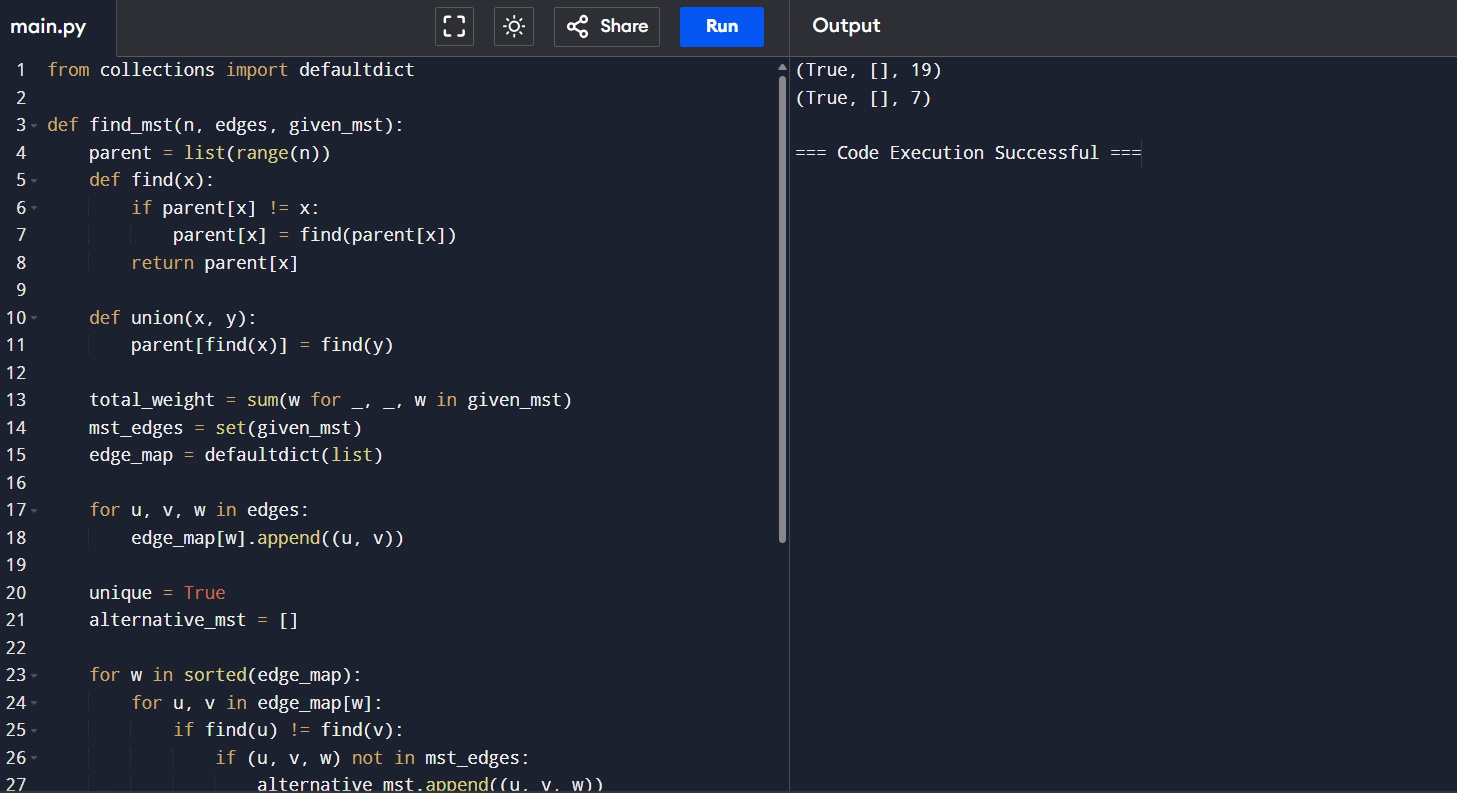 main.py
Share
Run
Output
1 from collections import defaultdict
2
3 def find_mst(n, edges, given_mst):
4     parent = list(range(n))
5     def find(x):
6         if parent[x] != x:
7             parent[x] = find(parent[x])
8         return parent[x]
9
10     def union(x, y):
11         parent[find(x)] = find(y)
12
13     total_weight = sum(w for _, _, w in given_mst)
14     mst_edges = set(given_mst)
15     edge_map = defaultdict(list)
16
17     for u, v, w in edges:
18         edge_map[w].append((u, v))
19
20     unique = True
21     alternative_mst = []
22
23     for w in sorted(edge_map):
24         for u, v in edge_map[w]:
25             if find(u) != find(v):
26                 if (u, v, w) not in mst_edges:
27                     alternative_mst.append((u, v, w))
(True, [], 19)
(True, [], 7)
=== Code Execution Successful ===